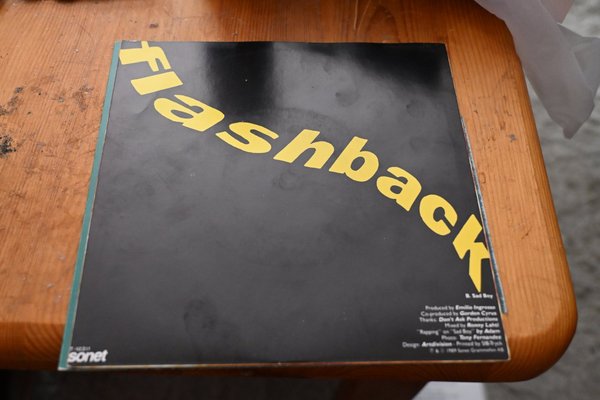 flashback
B. Sad Boy
Produced by Emilio Ingrosso
Co-produced by Gordon Cyrus
Thanks: Don't Ask Productions
Mixed by Ronny Lahti
"Rapping" on "Sad Boy" by Adam
Photo: Tony Fernandez
Design: Artdivision · Printed by SIB-Tryck
1989 Sonet Grammofon AB
sonet